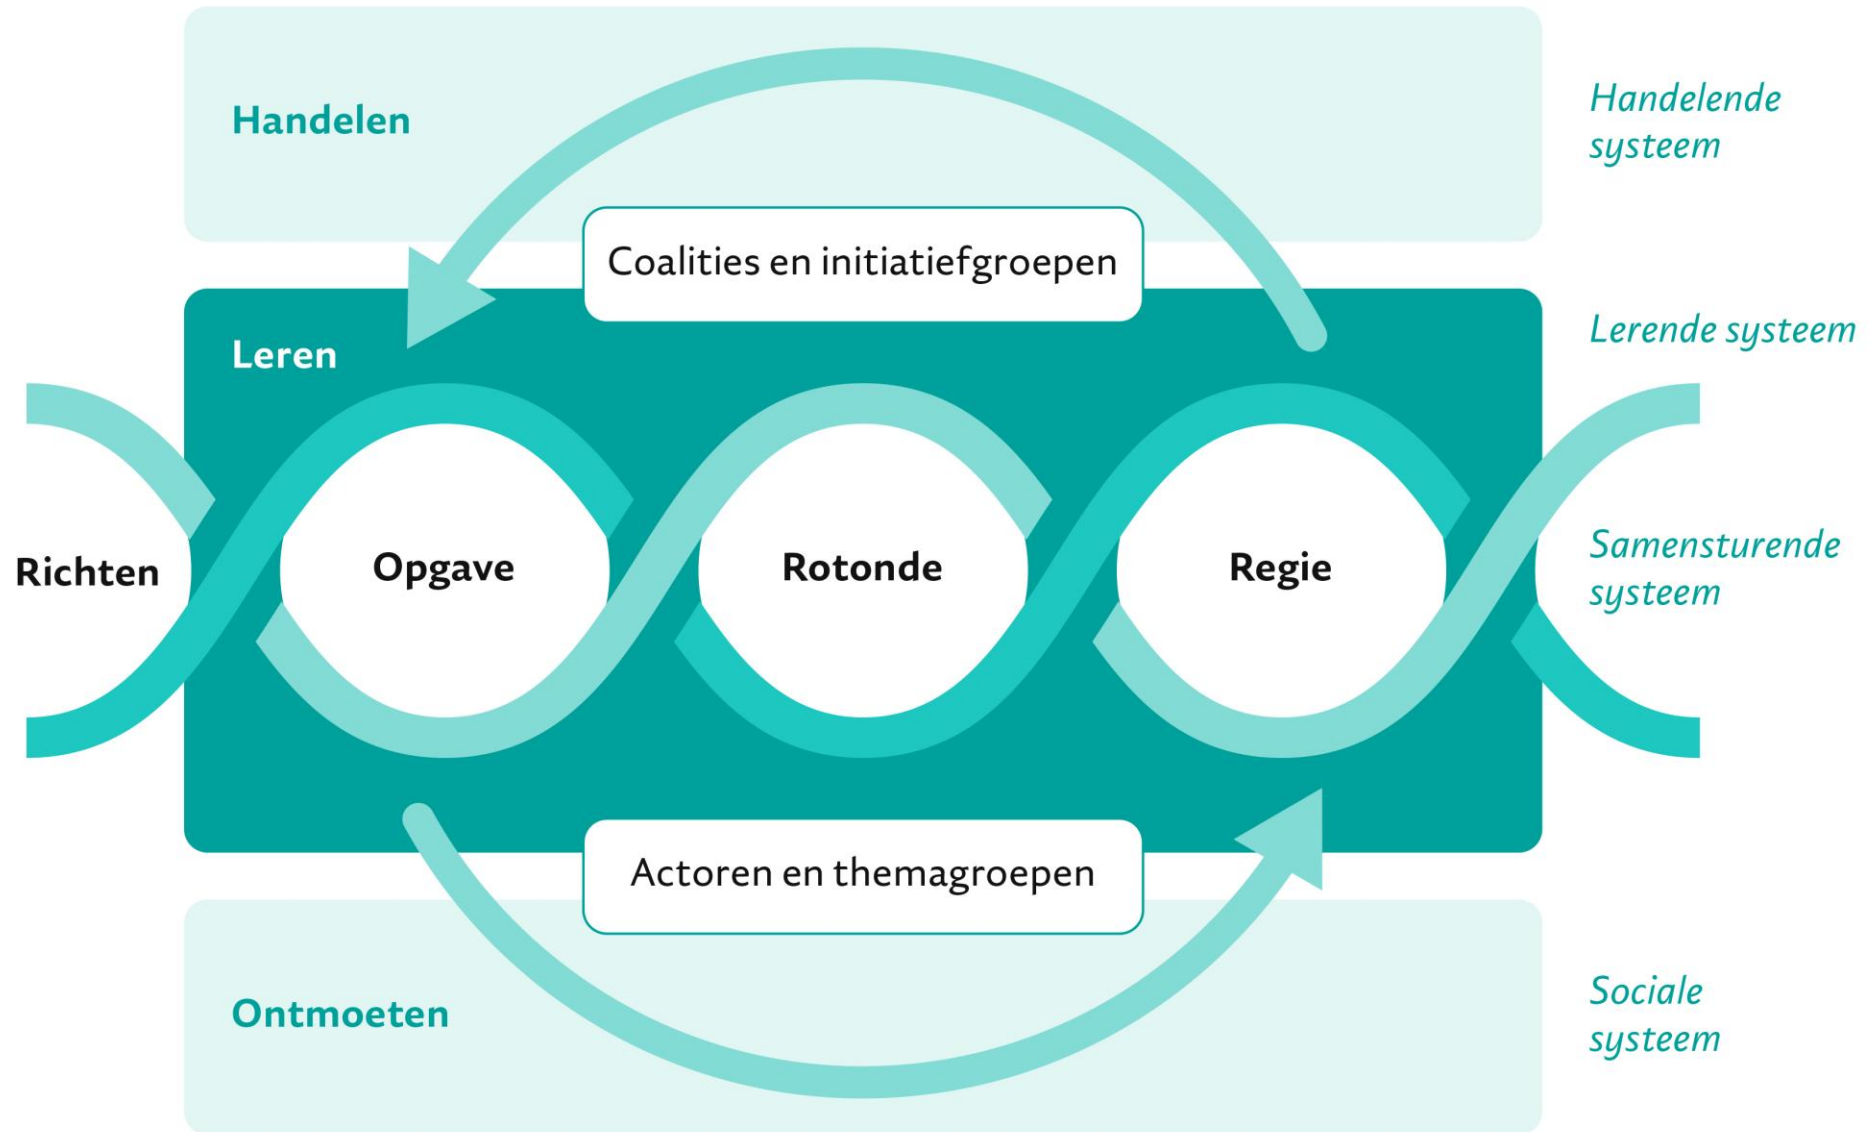 Handelen
Handelende
systeem
Coalities en initiatiefgroepen
Leren
Lerende systeem
Richten
Opgave
Rotonde
Regie
Samensturende
systeem
Actoren en themagroepen
Ontmoeten
Sociale
systeem